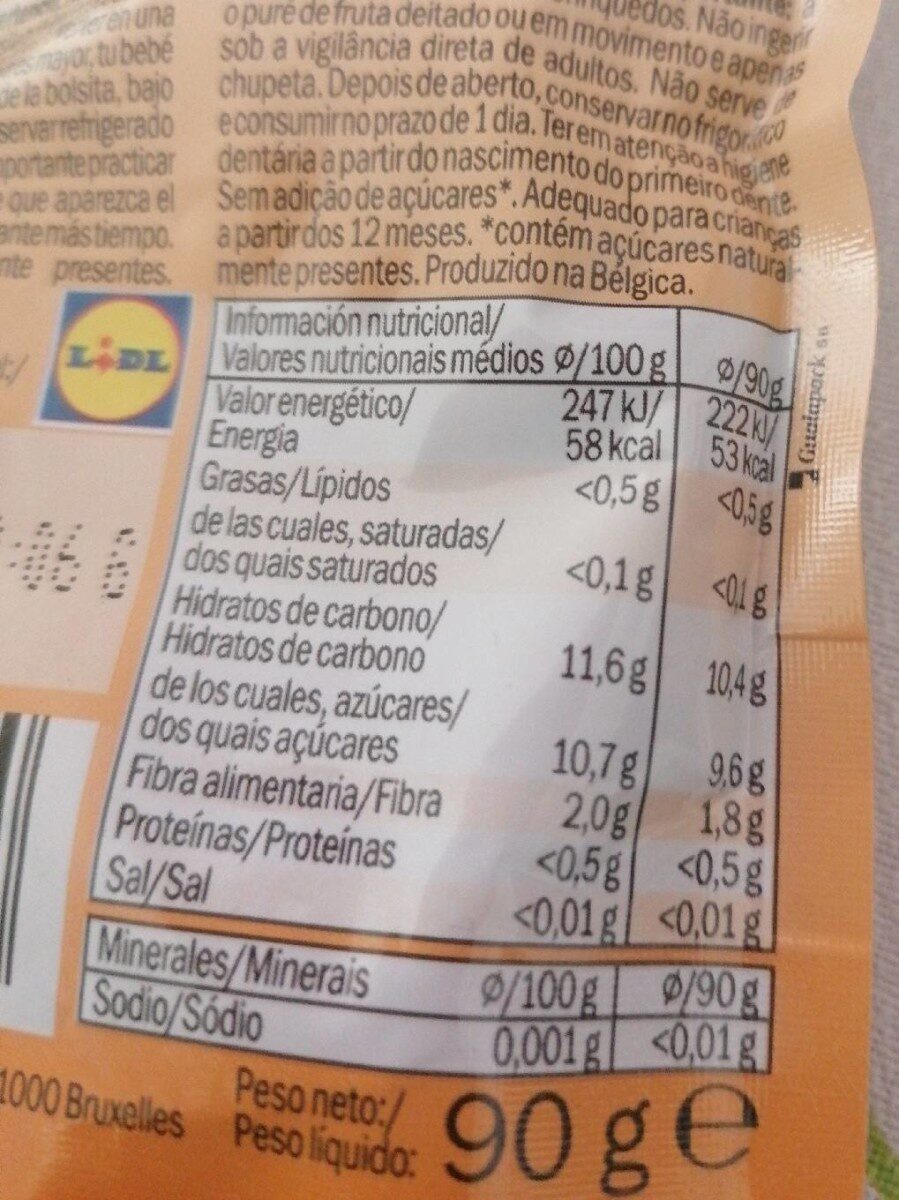 en una
mayor, tu bebé
de la bolsita, bajo
servar refrigerado
portante practicar
que aparezca el
ante más tiempo.
nte presentes.
o puré de fruta deitado ou em movimento e apenas
sob a vigilância direta de adultos. Não serve de
chupeta. Depois de aberto, conservar no frigorífico
e consumir no prazo de 1 dia. Ter em atenção a higiene
dentária a partir do nascimento do primeiro dente.
Sem adição de açúcares*. Adequado para crianças
a partir dos 12 meses. *contém açúcares natural-
mente presentes. Produzido na Bélgica.
LIDL
Información nutricional/
Valores nutricionais médios ø/100 g ø/90g
Valor energético/ 247 kJ/ 222 kJ/
Energia 58 kcal 53 kcal
Grasas/Lípidos <0,5 g <0,5 g
de las cuales, saturadas/
dos quais saturados <0,1 g <0,1 g
Hidratos de carbono/
Hidratos de carbono 11,6 g 10,4 g
de los cuales, azúcares/
dos quais açúcares 10,7 g 9,6 g
Fibra alimentaria/Fibra 2,0 g 1,8 g
Proteínas/Proteínas <0,5 g <0,5 g
Sal/Sal <0,01 g <0,01 g
Minerales/Minerais ø/100 g ø/90 g
Sodio/Sódio 0,001 g <0,01 g
1000 Bruxelles
Peso neto:/
Peso líquido: 90 g e
Gualapack